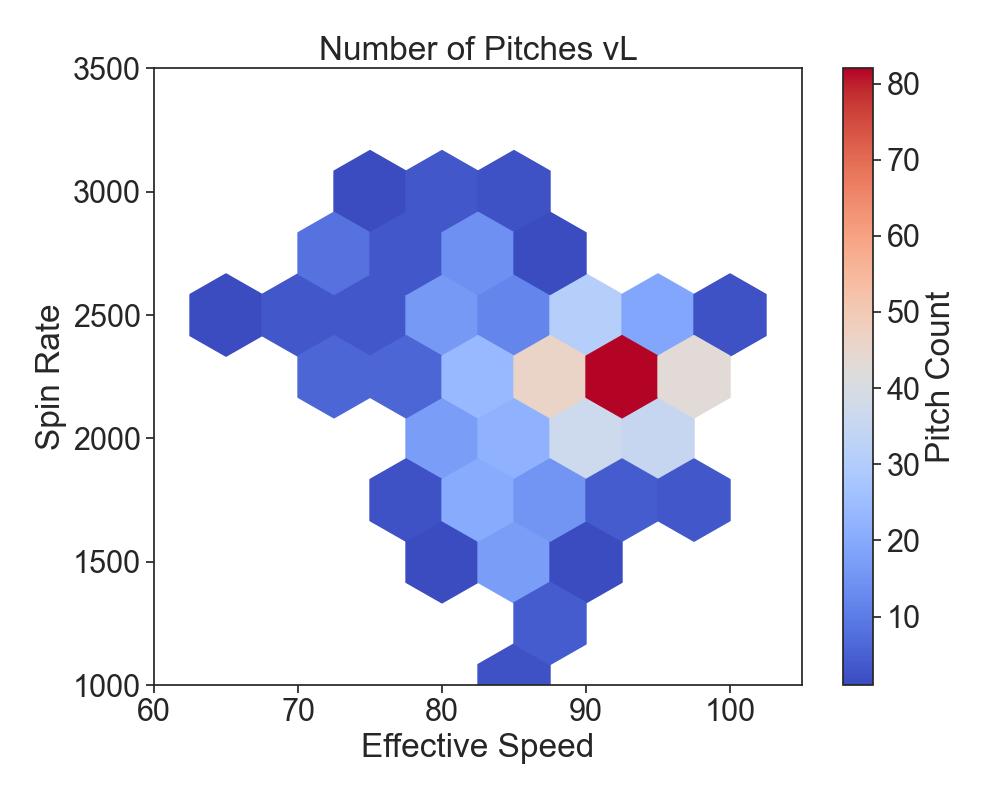 Number of Pitches vL
3500
3000
2500
2000
1500
1000
Spin Rate
60 70 80 90 100
Effective Speed
80
70
60
50
40
30
20
10
Pitch Count